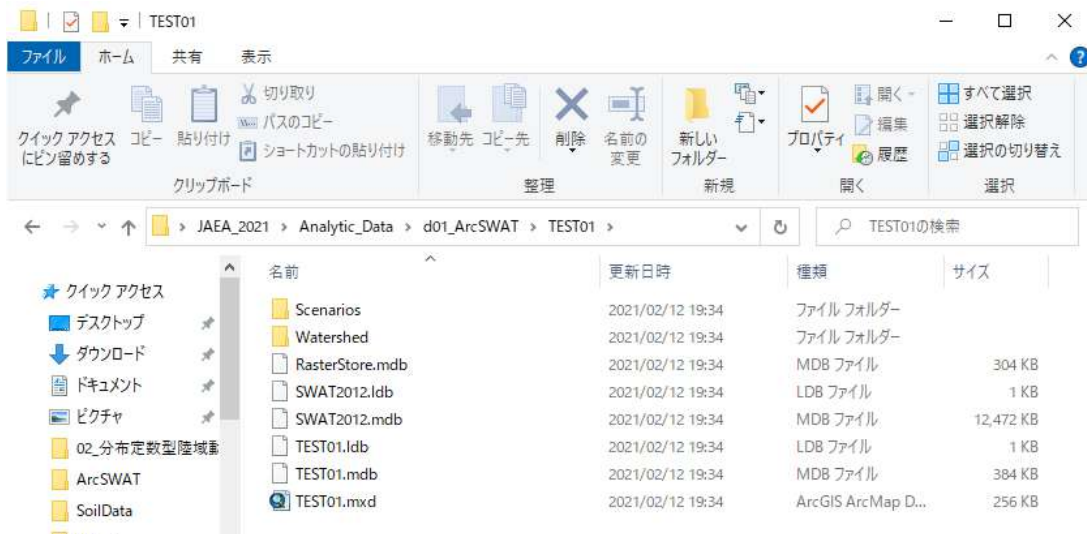 TEST01
ファイル ホーム 共有 表示
クイック アクセスにピン留めする
コピー
貼り付け
切り取り
パスのコピー
ショートカットの貼り付け
クリップボード
移動先
コピー先
削除
名前の変更
整理
新しいフォルダー
新規
プロパティ
開く
編集
履歴
開く
すべて選択
選択解除
選択の切り替え
選択
JAEA_2021 › Analytic_Data › d01_ArcSWAT › TEST01 ›
TEST01の検索
クイック アクセス
デスクトップ
ダウンロード
ドキュメント
ピクチャ
02_分布定数型陸域動
ArcSWAT
SoilData
名前 更新日時 種類 サイズ
Scenarios 2021/02/12 19:34 ファイル フォルダー
Watershed 2021/02/12 19:34 ファイル フォルダー
RasterStore.mdb 2021/02/12 19:34 MDB ファイル 304 KB
SWAT2012.ldb 2021/02/12 19:34 LDB ファイル 1 KB
SWAT2012.mdb 2021/02/12 19:34 MDB ファイル 12,472 KB
TEST01.ldb 2021/02/12 19:34 LDB ファイル 1 KB
TEST01.mdb 2021/02/12 19:34 MDB ファイル 384 KB
TEST01.mxd 2021/02/12 19:34 ArcGIS ArcMap D... 256 KB